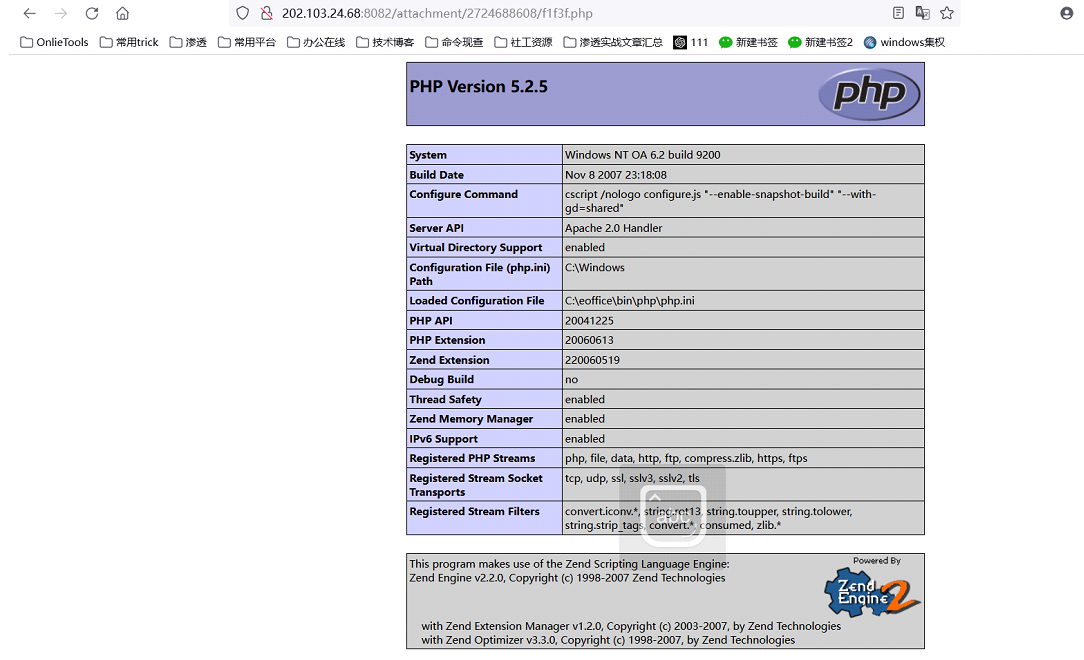 202.103.24.68:8082/attachment/2724688608/f1f3f.php
OnlieTools 常用trick 渗透 常用平台 办公在线 技术博客 命令现查 社工资源 渗透实战文章汇总 111 新建书签 新建书签2 windows集权
PHP Version 5.2.5
php
System Windows NT OA 6.2 build 9200
Build Date Nov 8 2007 23:18:08
Configure Command cscript /nologo configure.js "--enable-snapshot-build" "--with-
gd=shared"
Server API Apache 2.0 Handler
Virtual Directory Support enabled
Configuration File (php.ini) C:\Windows
Path
Loaded Configuration File C:\eoffice\bin\php\php.ini
PHP API 20041225
PHP Extension 20060613
Zend Extension 220060519
Debug Build no
Thread Safety enabled
Zend Memory Manager enabled
IPv6 Support enabled
Registered PHP Streams php, file, data, http, ftp, compress.zlib, https, ftps
Registered Stream Socket tcp, udp, ssl, sslv3, sslv2, tls
Transports
Registered Stream Filters convert.iconv.*, string.rot13, string.toupper, string.tolower,
string.strip_tags, convert.*, consumed, zlib.*
This program makes use of the Zend Scripting Language Engine:
Zend Engine v2.2.0, Copyright (c) 1998-2007 Zend Technologies
with Zend Extension Manager v1.2.0, Copyright (c) 2003-2007, by Zend Technologies
with Zend Optimizer v3.3.0, Copyright (c) 1998-2007, by Zend Technologies
Powered By
Zend
Engine 2